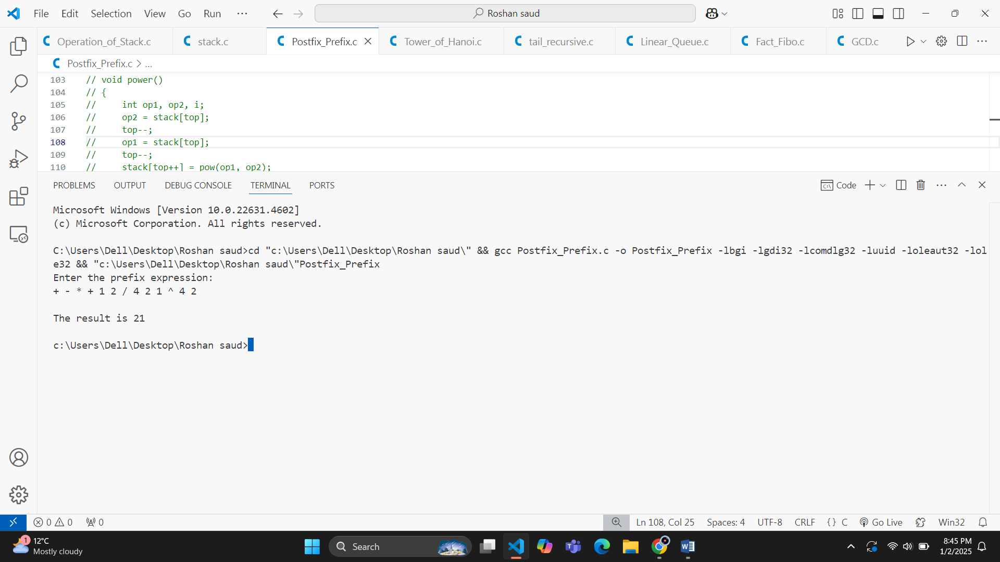 File Edit Selection View Go Run ··· Roshan saud
Operation_of_Stack.c stack.c Postfix_Prefix.c Tower_of_Hanoi.c tail_recursive.c Linear_Queue.c Fact_Fibo.c GCD.c
Postfix_Prefix.c > ...
103 // void power()
104 // {
105 //     int op1, op2, i;
106 //     op2 = stack[top];
107 //     top--;
108 //     op1 = stack[top];
109 //     top--;
110 //     stack[top++] = pow(op1, op2);
PROBLEMS OUTPUT DEBUG CONSOLE TERMINAL PORTS Code
Microsoft Windows [Version 10.0.22631.4602]
(c) Microsoft Corporation. All rights reserved.
C:\Users\Dell\Desktop\Roshan saud>cd "c:\Users\Dell\Desktop\Roshan saud\" && gcc Postfix_Prefix.c -o Postfix_Prefix -lbgi -lgdi32 -lcomdlg32 -luuid -loleaut32 -lol
e32 && "c:\Users\Dell\Desktop\Roshan saud\"Postfix_Prefix
Enter the prefix expression:
+ - * + 1 2 / 4 2 1 ^ 4 2
The result is 21
c:\Users\Dell\Desktop\Roshan saud>
0 0 0 Ln 108, Col 25 Spaces: 4 UTF-8 CRLF {} C Go Live Win32
1 12°C
Mostly cloudy
Search
8:45 PM
1/2/2025